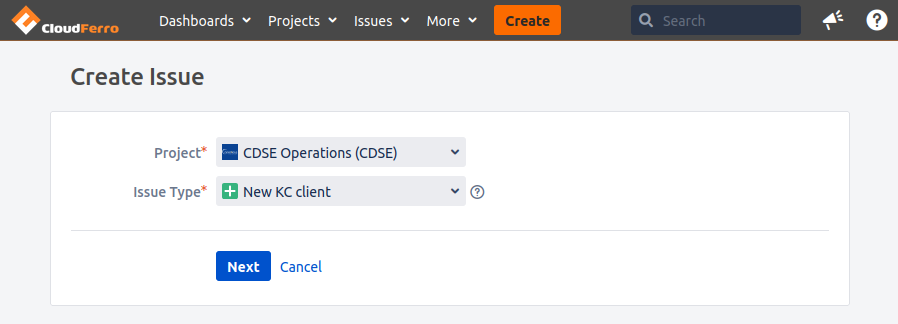 CloudFerro Dashboards Projects Issues More Create Search ?
Create Issue
Project* CDSE Operations (CDSE)
Issue Type* New KC client ?
Next Cancel